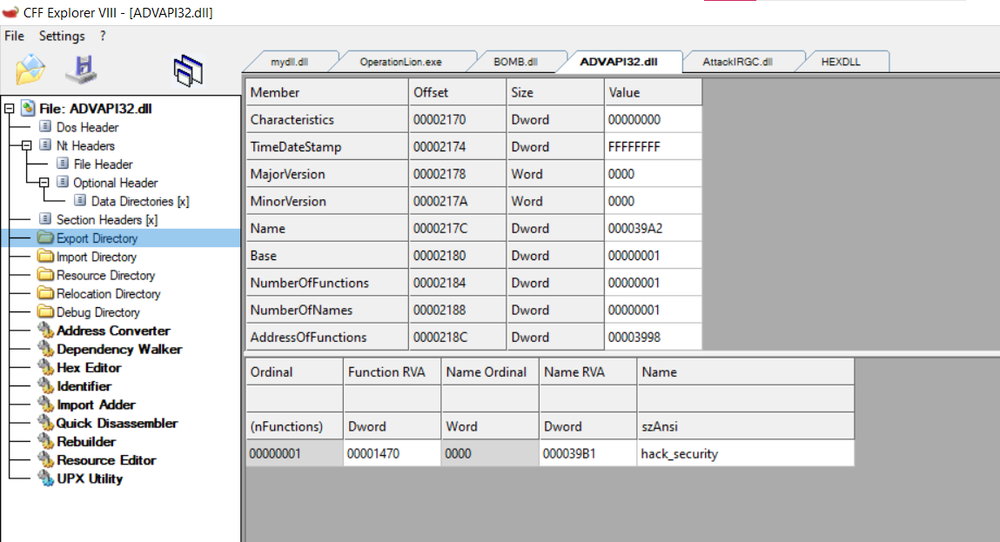 CFF Explorer VIII - [ADVAPI32.dll]
File Settings ?
mydll.dll OperationLion.exe BOMB.dll ADVAPI32.dll AttackIRGC.dll HEXDLL
File: ADVAPI32.dll
Dos Header
Nt Headers
File Header
Optional Header
Data Directories [x]
Section Headers [x]
Export Directory
Import Directory
Resource Directory
Relocation Directory
Debug Directory
Address Converter
Dependency Walker
Hex Editor
Identifier
Import Adder
Quick Disassembler
Rebuilder
Resource Editor
UPX Utility
Member Offset Size Value
Characteristics 00002170 Dword 00000000
TimeDateStamp 00002174 Dword FFFFFFFF
MajorVersion 00002178 Word 0000
MinorVersion 0000217A Word 0000
Name 0000217C Dword 000039A2
Base 00002180 Dword 00000001
NumberOfFunctions 00002184 Dword 00000001
NumberOfNames 00002188 Dword 00000001
AddressOfFunctions 0000218C Dword 00003998
Ordinal Function RVA Name Ordinal Name RVA Name
(nFunctions) Dword Word Dword szAnsi
00000001 00001470 0000 000039B1 hack_security